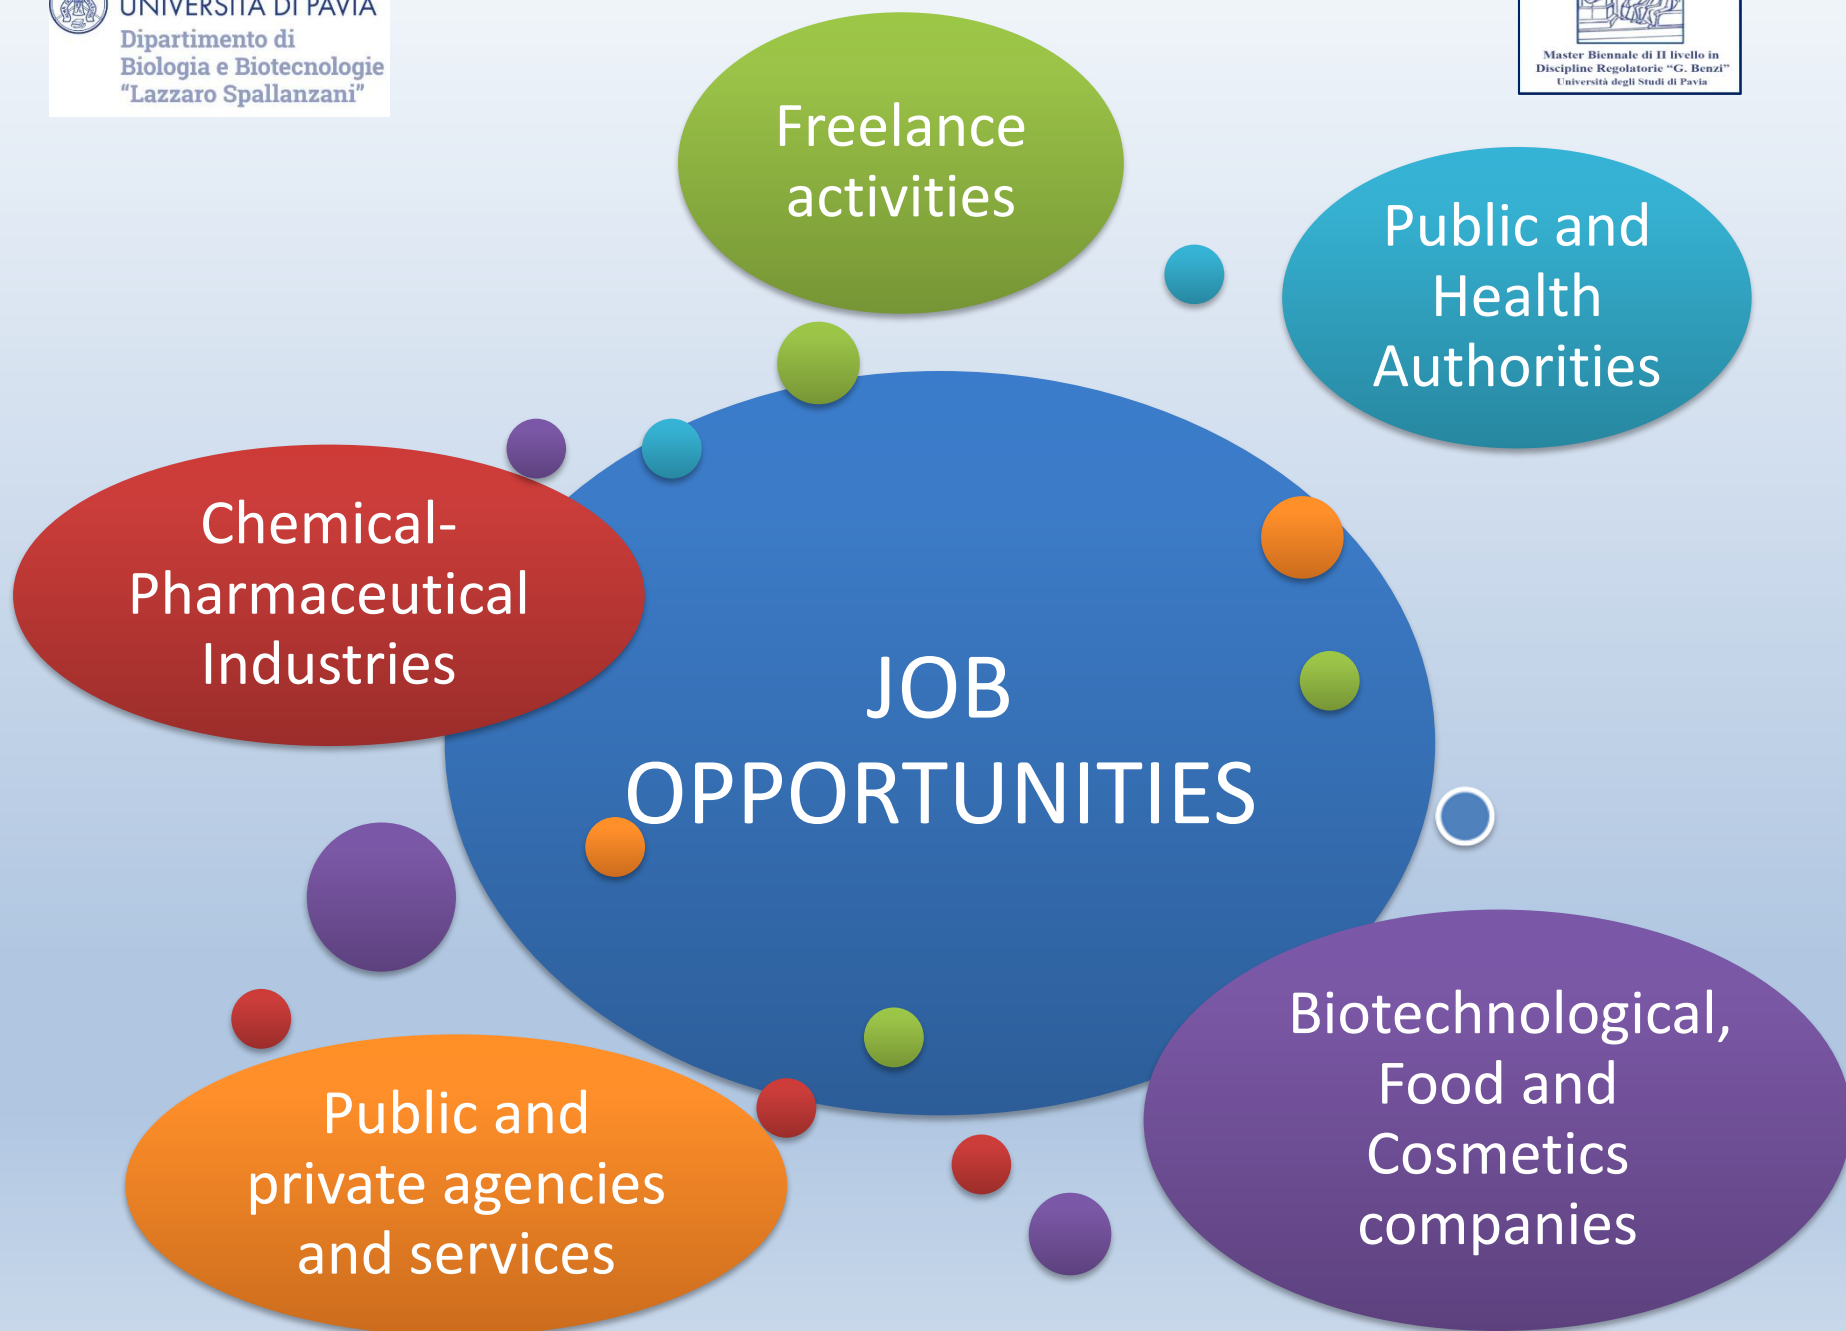 UNIVERSITÀ DI PAVIA
Dipartimento di
Biologia e Biotecnologie
“Lazzaro Spallanzani”
Master Biennale di II livello in
Discipline Regolatorie “G. Benzi”
Università degli Studi di Pavia
Freelance
activities
Public and
Health
Authorities
Chemical-
Pharmaceutical
Industries
JOB
OPPORTUNITIES
Biotechnological,
Food and
Cosmetics
companies
Public and
private agencies
and services